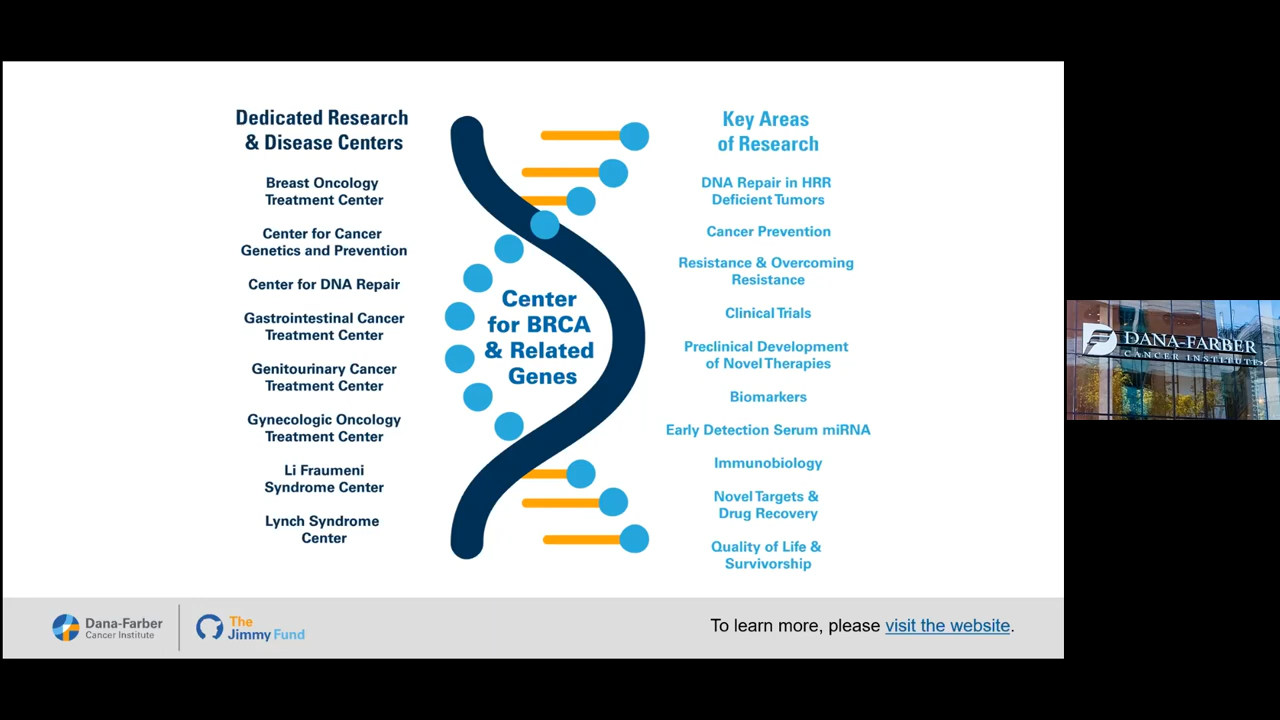 Dedicated Research
& Disease Centers
Breast Oncology
Treatment Center
Center for Cancer
Genetics and Prevention
Center for DNA Repair
Gastrointestinal Cancer
Treatment Center
Genitourinary Cancer
Treatment Center
Gynecologic Oncology
Treatment Center
Li Fraumeni
Syndrome Center
Lynch Syndrome
Center
Center
for BRCA
& Related
Genes
Key Areas
of Research
DNA Repair in HRR
Deficient Tumors
Cancer Prevention
Resistance & Overcoming
Resistance
Clinical Trials
Preclinical Development
of Novel Therapies
Biomarkers
Early Detection Serum miRNA
Immunobiology
Novel Targets &
Drug Recovery
Quality of Life &
Survivorship
DANA-FARBER
CANCER INSTITUTE
Dana-Farber
Cancer Institute
The
Jimmy Fund
To learn more, please visit the website.